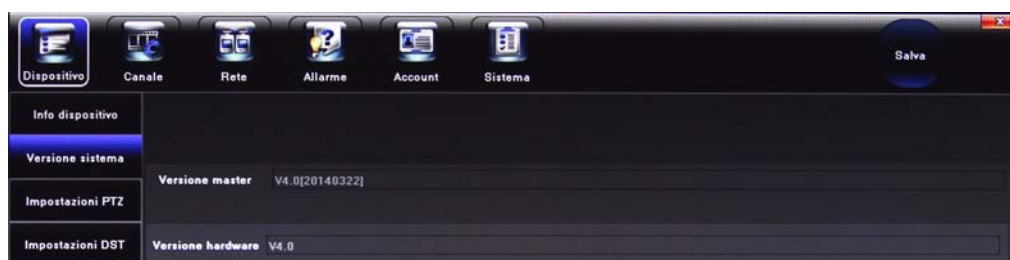 Dispositivo Canale Rete Allarme Account Sistema Salva
Info dispositivo
Versione sistema
Versione master V4.0[20140322]
Impostazioni PTZ
Impostazioni DST Versione hardware V4.0